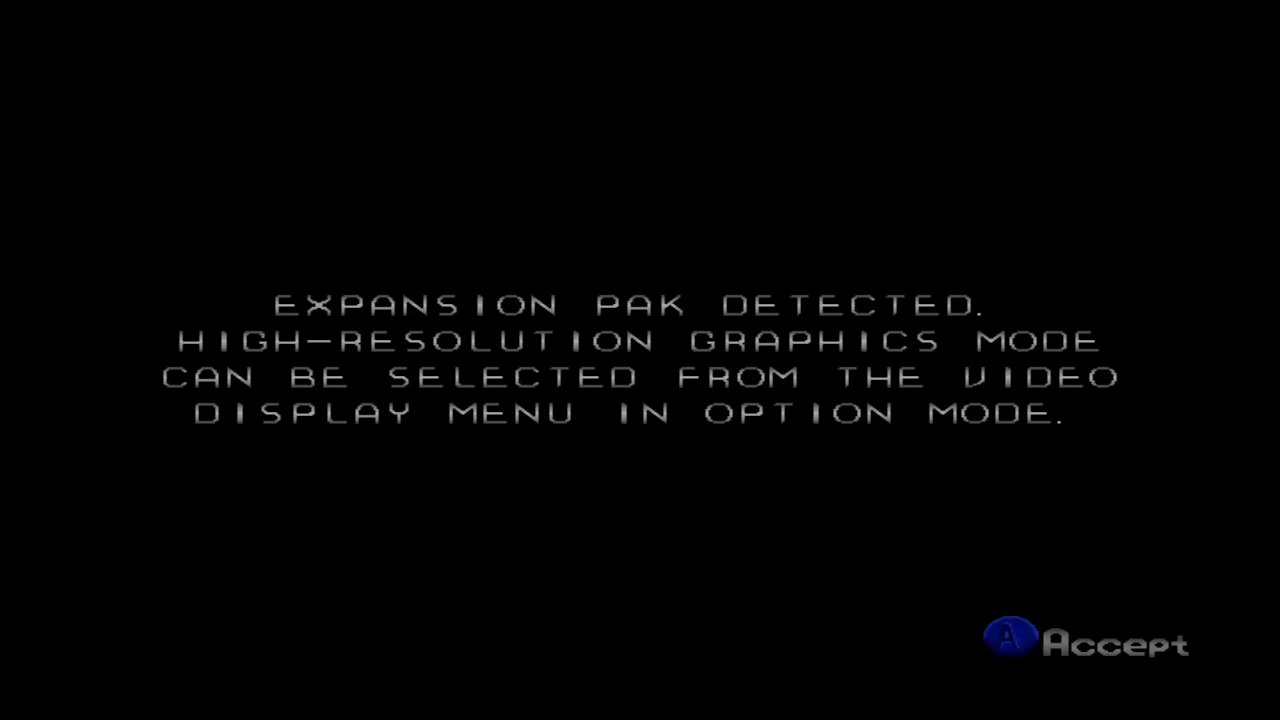 EXPANSION PAK DETECTED.
HIGH-RESOLUTION GRAPHICS MODE
CAN BE SELECTED FROM THE VIDEO
DISPLAY MENU IN OPTION MODE.
A Accept